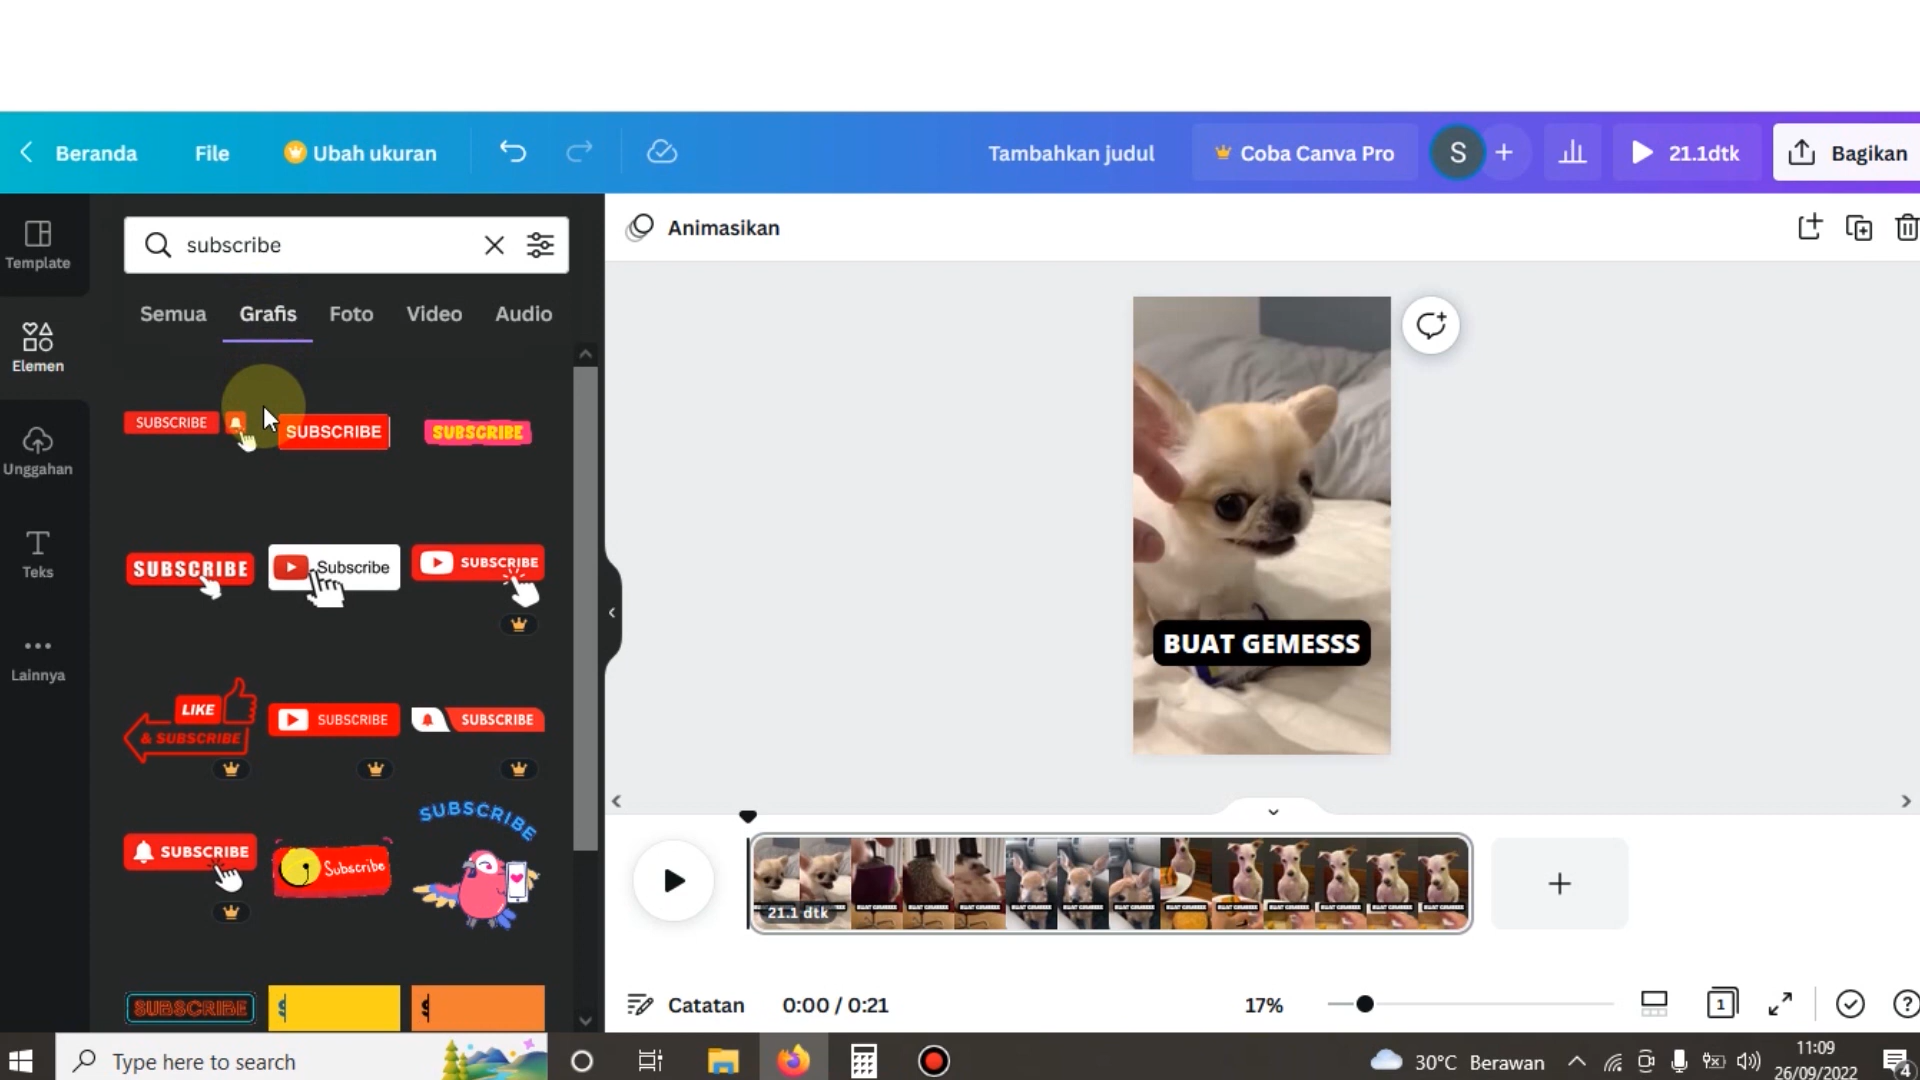 Beranda
File
Ubah ukuran
Tambahkan judul
Coba Canva Pro
S
+
21.1dtk
Bagikan
Template
Elemen
Unggahan
Teks
Lainnya
subscribe
Semua
Grafis
Foto
Video
Audio
SUBSCRIBE
SUBSCRIBE
SUBSCRIBE
SUBSCRIBE
Subscribe
SUBSCRIBE
LIKE
& SUBSCRIBE
SUBSCRIBE
SUBSCRIBE
SUBSCRIBE
Subscribe
SUBSCRIBE
SUBSCRIBE
Animasikan
BUAT GEMESSS
21.1 dtk
Catatan
0:00 / 0:21
17%
1
Type here to search
30°C Berawan
11:09
26/09/2022
4